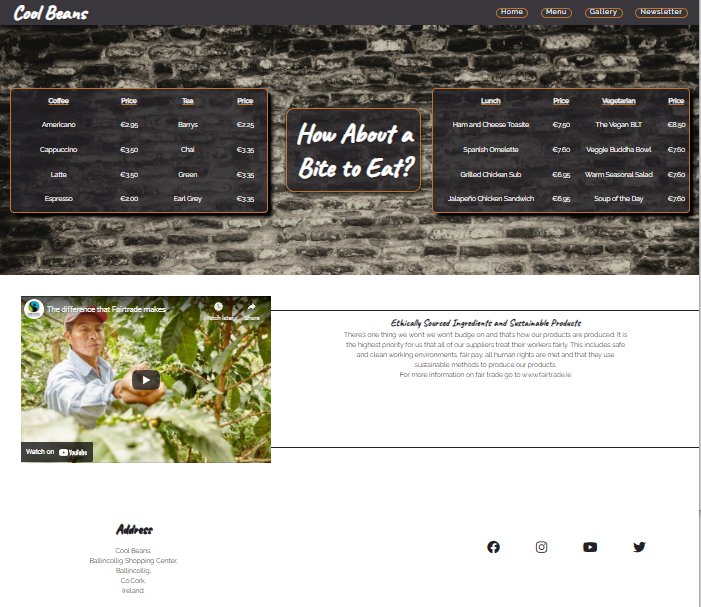 Cool Beans
Home Menu Gallery Newsletter
Coffee Price Tea Price
Americano €2.95 Barrys €2.25
Cappuccino €3.50 Chai €3.35
Latte €3.50 Green €3.35
Espresso €2.00 Earl Grey €3.35
How About a
Bite to Eat?
Lunch Price Vegetarian Price
Ham and Cheese Toastie €7.50 The Vegan BLT €8.50
Spanish Omelette €7.60 Veggie Buddha Bowl €7.60
Grilled Chicken Sub €6.95 Warm Seasonal Salad €7.60
Jalapeño Chicken Sandwich €6.95 Soup of the Day €7.60
The difference that Fairtrade makes
Watch later Share
Watch on YouTube
Ethically Sourced Ingredients and Sustainable Products
There's one thing we wont we won't budge on and that's how our products are produced. It is
the highest priority for us that all of our suppliers treat their workers fairly. This includes safe
and clean working environments, fair pay, all human rights are met and that they use
sustainable methods to produce our products.
For more information on fair trade go to www.fairtrade.ie
Address
Cool Beans.
Ballincollig Shopping Center,
Ballincollig,
Co.Cork,
Ireland.